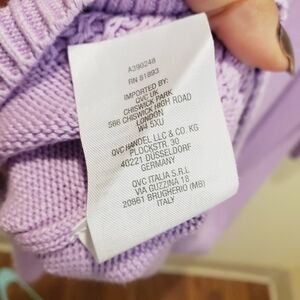 A390248
RN 81893
IMPORTED BY:
QVC UK
CHISWICK PARK
566 CHISWICK HIGH ROAD
LONDON
W4 5XU
QVC HANDEL LLC & CO. KG
PLOCKSTR. 30
40221 DUSSELDORF
GERMANY
QVC ITALIA S.R.L
VIA GUZZINA 18
20861 BRUGHERIO (MB)
ITALY